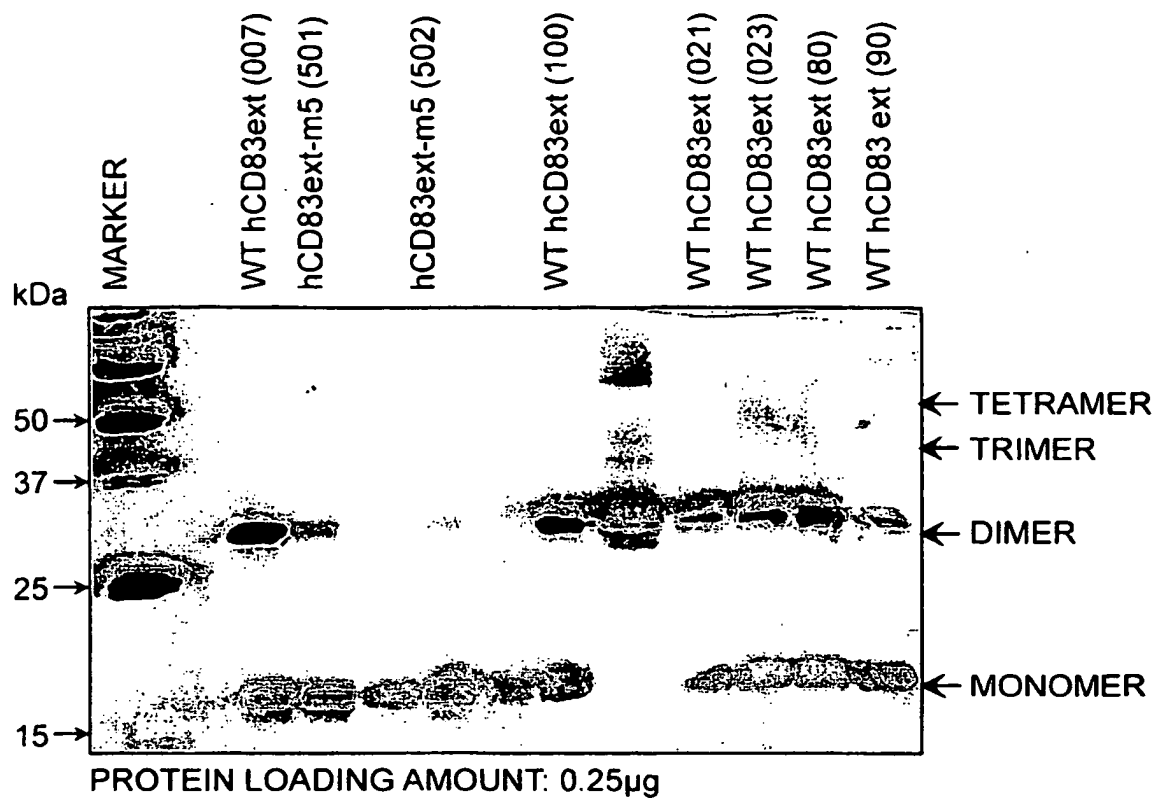 MARKER
WT hCD83ext (007)
hCD83ext-m5 (501)
hCD83ext-m5 (502)
WT hCD83ext (100)
WT hCD83ext (021)
WT hCD83ext (023)
WT hCD83ext (80)
WT hCD83 ext (90)
kDa
50
37
25
15
TETRAMER
TRIMER
DIMER
MONOMER
PROTEIN LOADING AMOUNT: 0.25µg